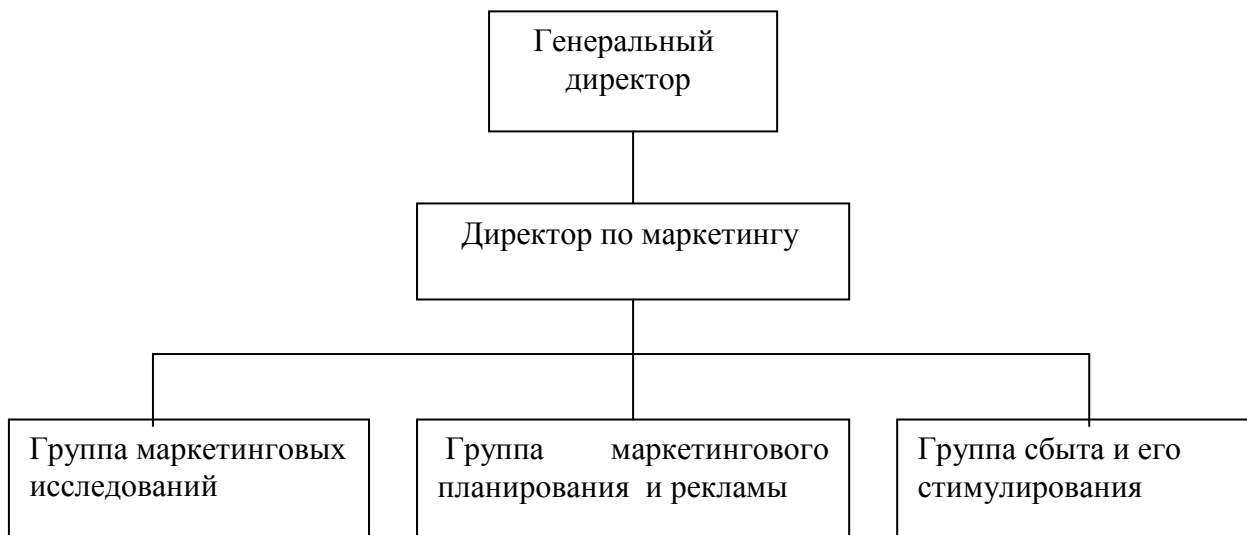 Генеральный
директор
Директор по маркетингу
Группа маркетинговых
исследований
Группа маркетингового
планирования и рекламы
Группа сбыта и его
стимулирования